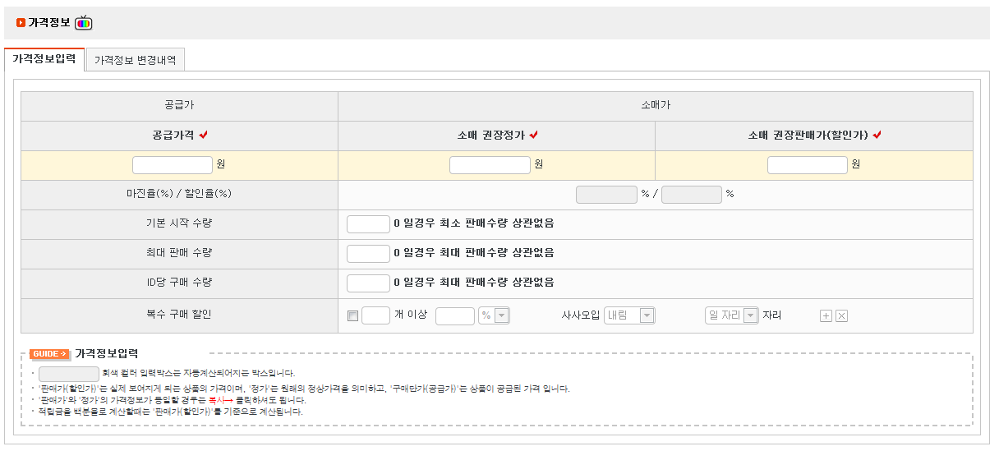 가격정보
가격정보입력 가격정보 변경내역
공급가 소매가
공급가격 소매 권장정가 소매 권장판매가(할인가)
원 원 원
마진율(%) / 할인율(%) % / %
기본 시작 수량 0 일경우 최소 판매수량 상관없음
최대 판매 수량 0 일경우 최대 판매수량 상관없음
ID당 구매 수량 0 일경우 최대 판매수량 상관없음
복수 구매 할인 개 이상 % 사사오입 내림 일 자리 자리
GUIDE 가격정보입력
· 회색 컬러 입력박스는 자동계산되어지는 박스입니다.
· '판매가(할인가)'는 실제 보여지게 되는 상품의 가격이며, '정가'는 원래의 정상가격을 의미하고, '구매단가(공급가)'는 상품이 공급된 가격 입니다.
· '판매가'와 '정가'의 가격정보가 동일할 경우는 복사→ 클릭하셔도 됩니다.
· 적립금을 백분율로 계산할때는 '판매가(할인가)'를 기준으로 계산됩니다.